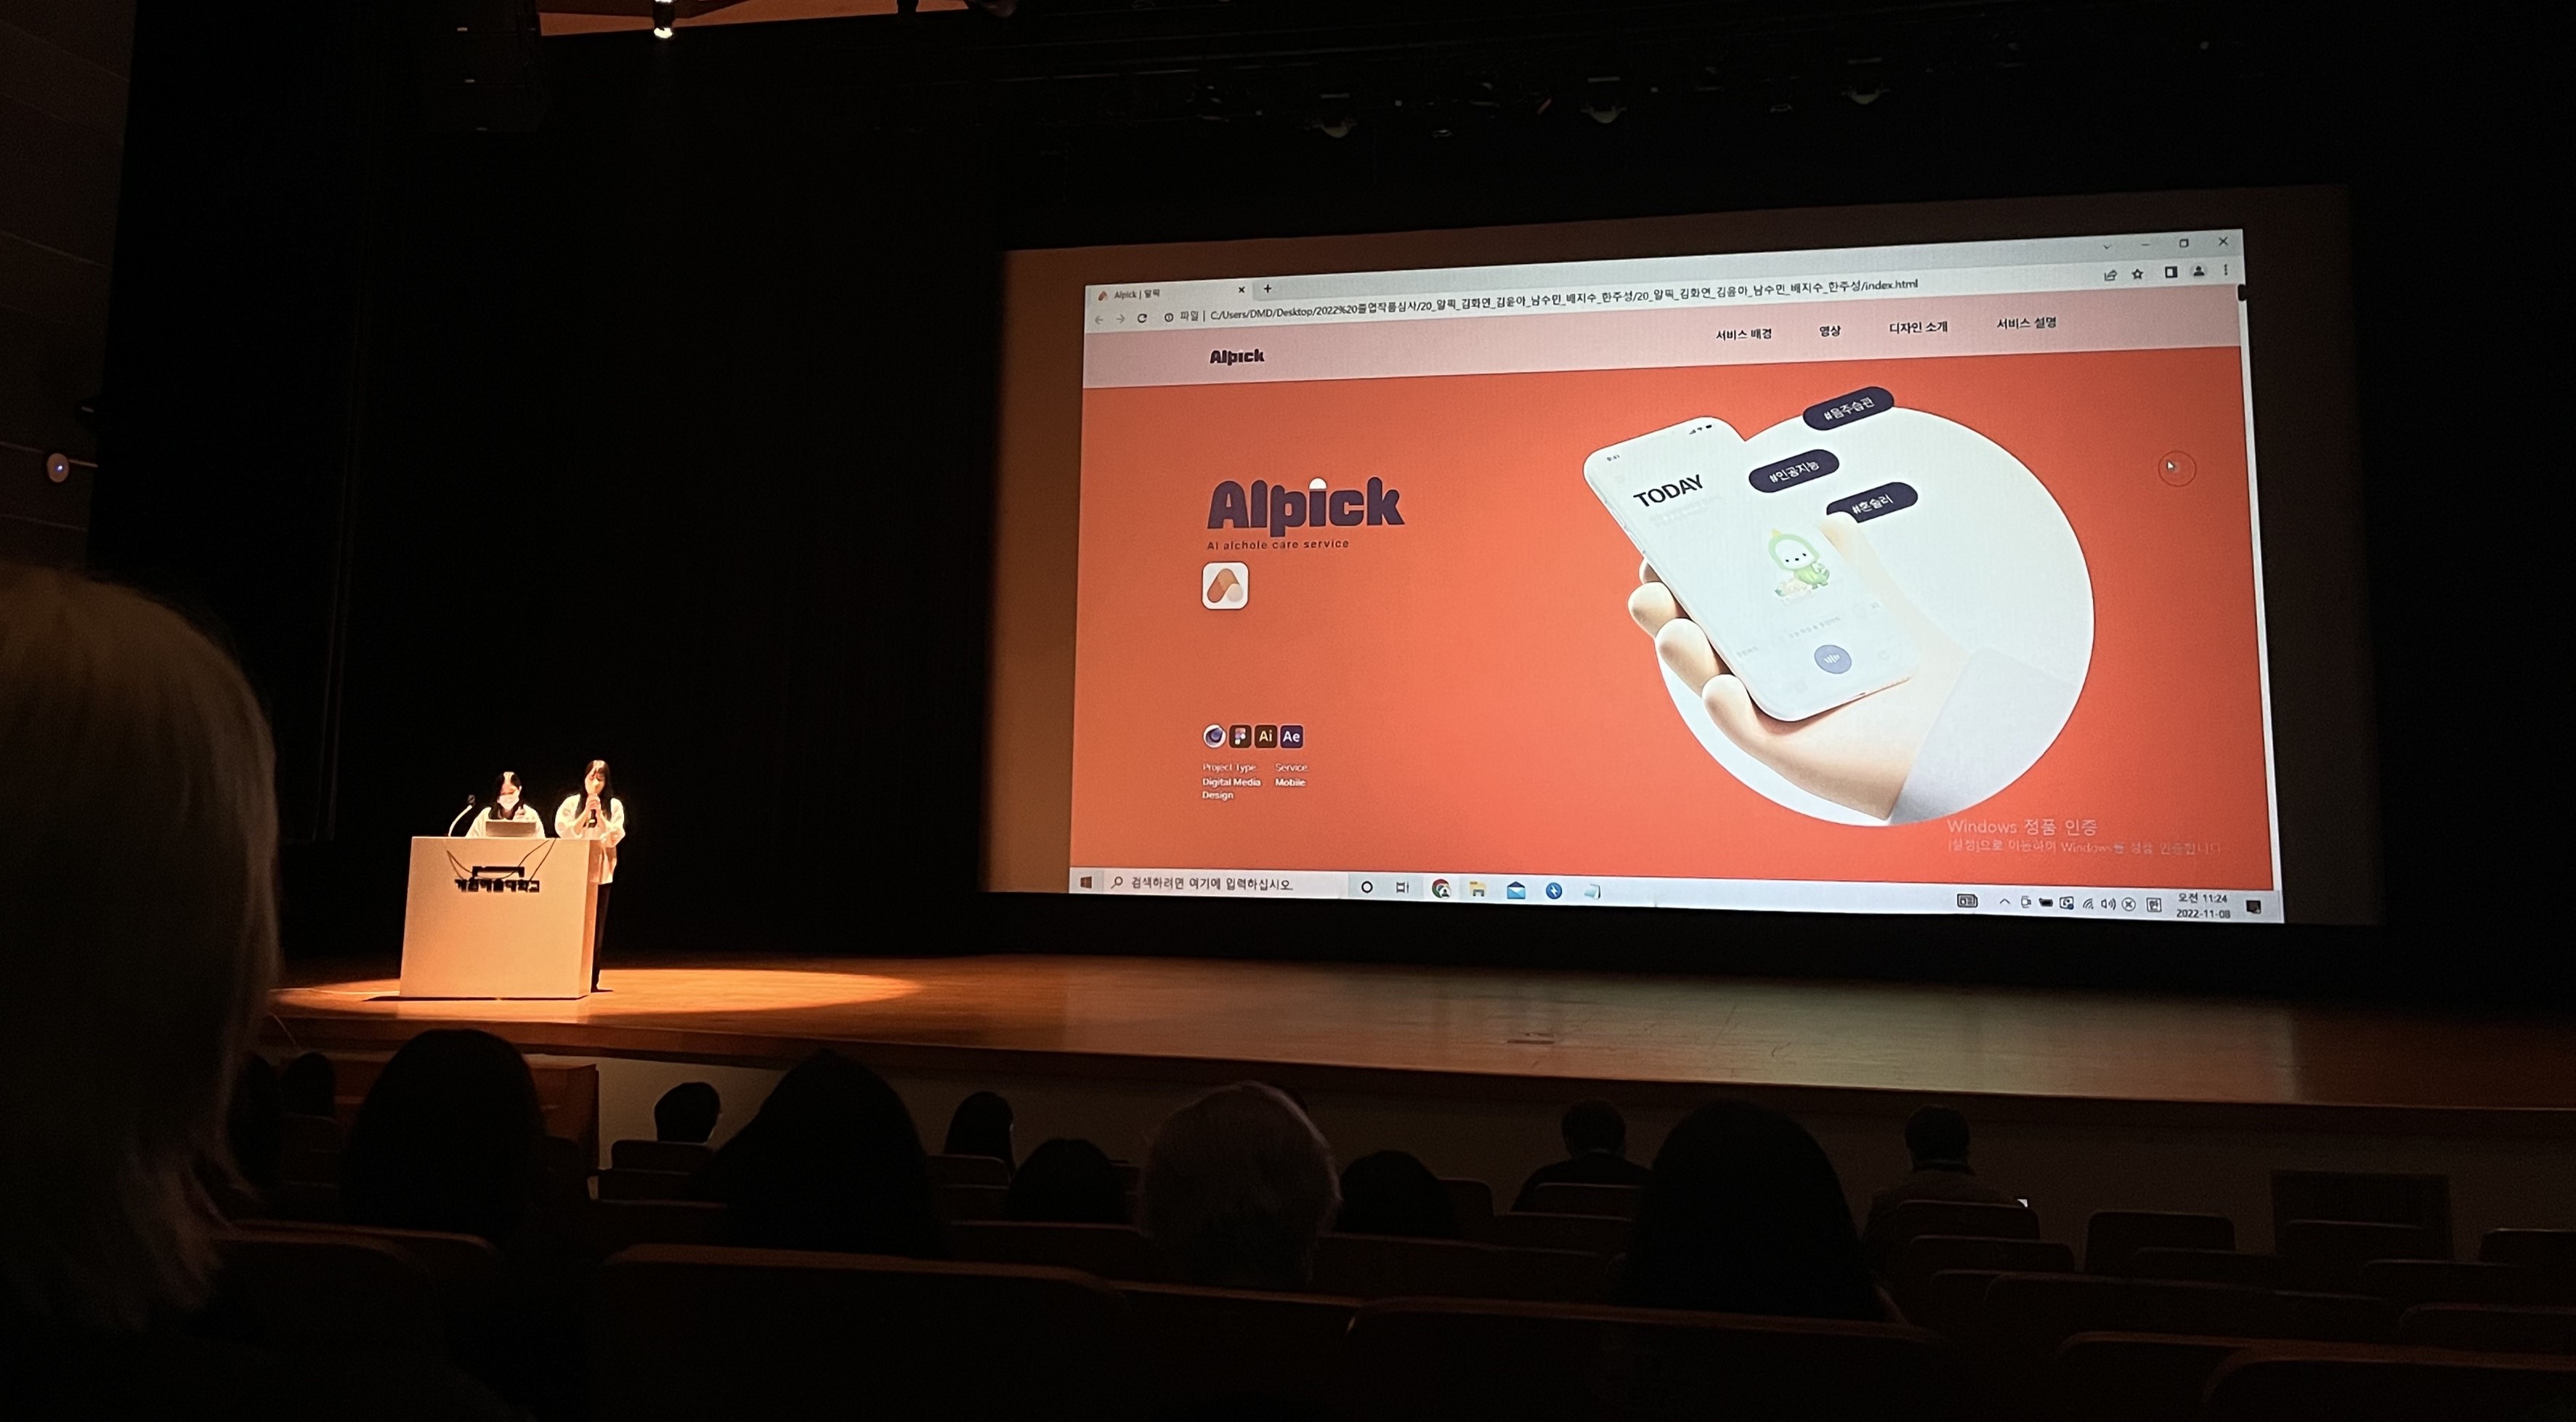 Alpick | 알픽
파일 | C:/Users/DMD/Desktop/2022%20졸업작품심사/20_알픽_김화연_김윤아_남수민_배지수_한주성/20_알픽_김화연_김윤아_남수민_배지수_한주성/index.html
Alpick
서비스 배경 영상 디자인 소개 서비스 설명
#음주습관
#인공지능
#혼술러
TODAY
Alpick
AI alchole care service
Ai Ae
Project Type Service
Digital Media Mobile
Design
Windows 정품 인증
[설정]으로 이동하여 Windows를 정품 인증합니다.
검색하려면 여기에 입력하십시오.
오전 11:24
2022-11-08
계원예술대학교